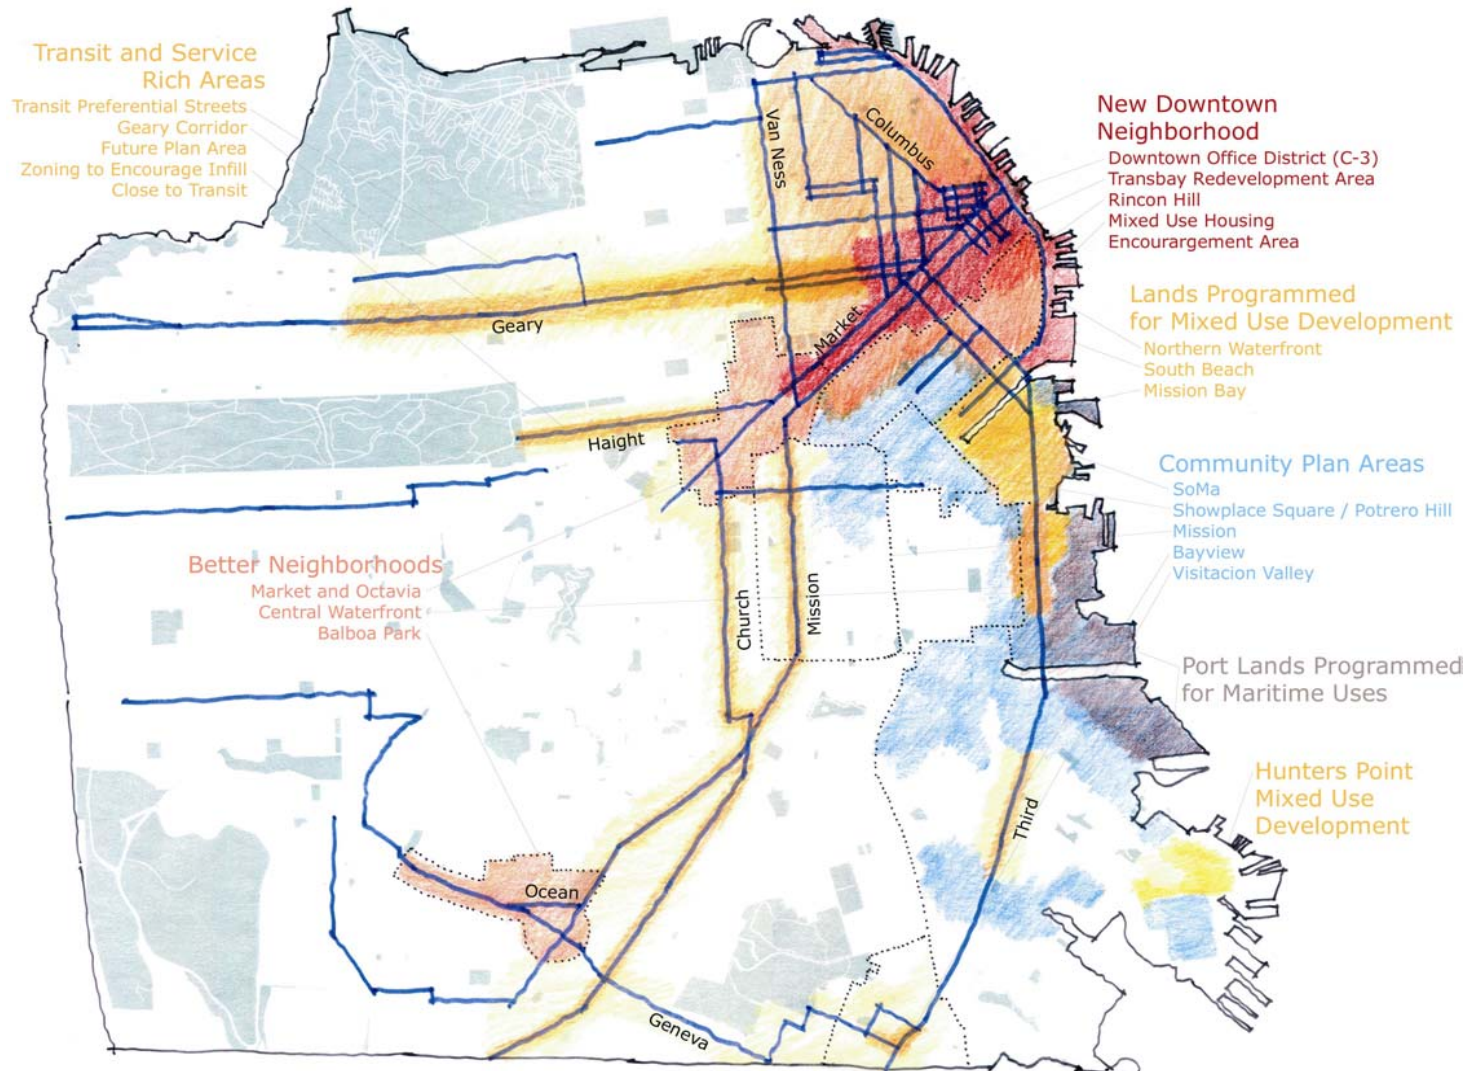 Transit and Service
Rich Areas
Transit Preferential Streets
Geary Corridor
Future Plan Area
Zoning to Encourage Infill
Close to Transit
New Downtown
Neighborhood
Downtown Office District (C-3)
Transbay Redevelopment Area
Rincon Hill
Mixed Use Housing
Encourargement Area
Lands Programmed
for Mixed Use Development
Northern Waterfront
South Beach
Mission Bay
Community Plan Areas
SoMa
Showplace Square / Potrero Hill
Mission
Bayview
Visitacion Valley
Better Neighborhoods
Market and Octavia
Central Waterfront
Balboa Park
Port Lands Programmed
for Maritime Uses
Hunters Point
Mixed Use
Development
Van Ness
Columbus
Geary
Market
Haight
Church
Mission
Third
Ocean
Geneva